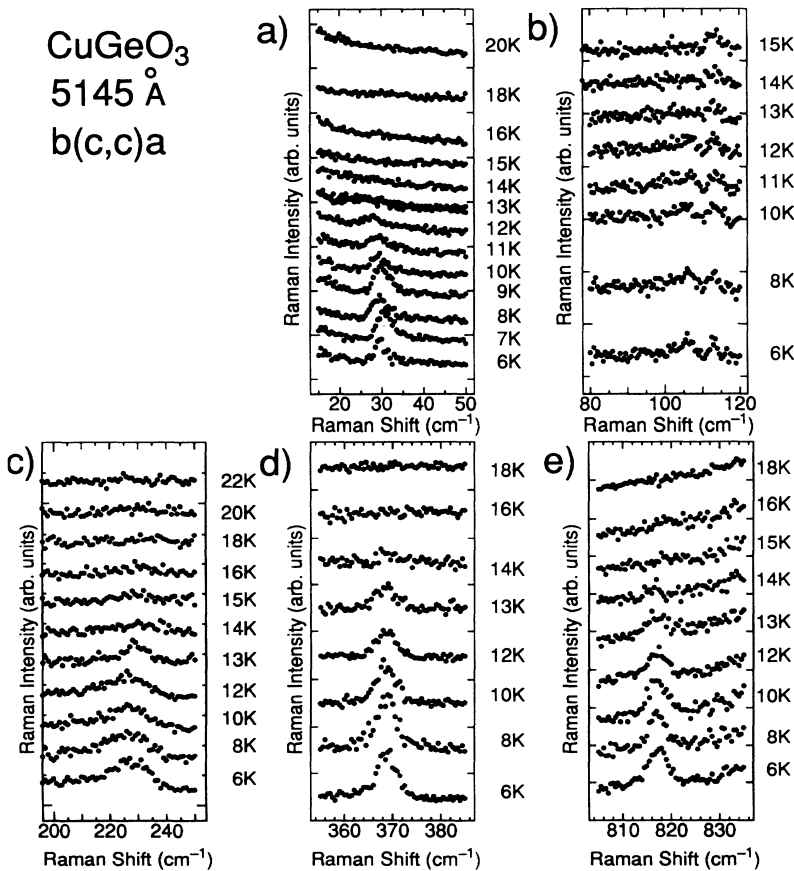 CuGeO3
5145 Å
b(c,c)a
a)
Raman Intensity (arb. units)
20K
18K
16K
15K
14K
13K
12K
11K
10K
9K
8K
7K
6K
20 30 40 50
Raman Shift (cm−1)
b)
Raman Intensity (arb. units)
15K
14K
13K
12K
11K
10K
8K
6K
80 100 120
Raman Shift (cm−1)
c)
Raman Intensity (arb. units)
22K
20K
18K
16K
15K
14K
13K
12K
10K
8K
6K
200 220 240
Raman Shift (cm−1)
d)
Raman Intensity (arb. units)
18K
16K
14K
13K
12K
10K
8K
6K
360 370 380
Raman Shift (cm−1)
e)
Raman Intensity (arb. units)
18K
16K
15K
14K
13K
12K
10K
8K
6K
810 820 830
Raman Shift (cm−1)